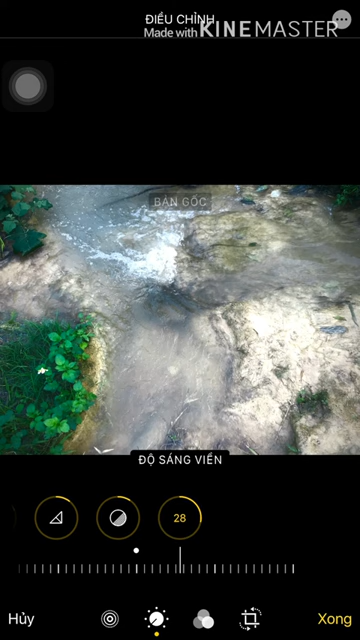 ĐIỀU CHỈNH
Made with KINEMASTER
BẢN GỐC
ĐỘ SÁNG VIỀN
28
Hủy
Xong